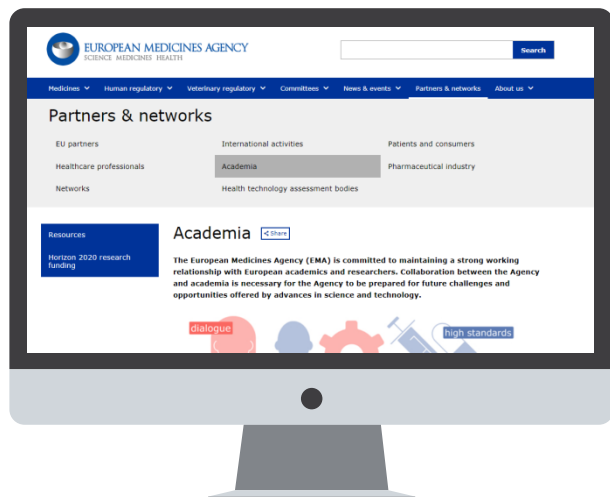 EUROPEAN MEDICINES AGENCY
SCIENCE MEDICINES HEALTH
Search
Medicines Human regulatory Veterinary regulatory Committees News & events Partners & networks About us
Partners & networks
EU partners International activities Patients and consumers
Healthcare professionals Academia Pharmaceutical industry
Networks Health technology assessment bodies
Resources
Horizon 2020 research
funding
Academia Share
The European Medicines Agency (EMA) is committed to maintaining a strong working
relationship with European academics and researchers. Collaboration between the Agency
and academia is necessary for the Agency to be prepared for future challenges and
opportunities offered by advances in science and technology.
dialogue high standards